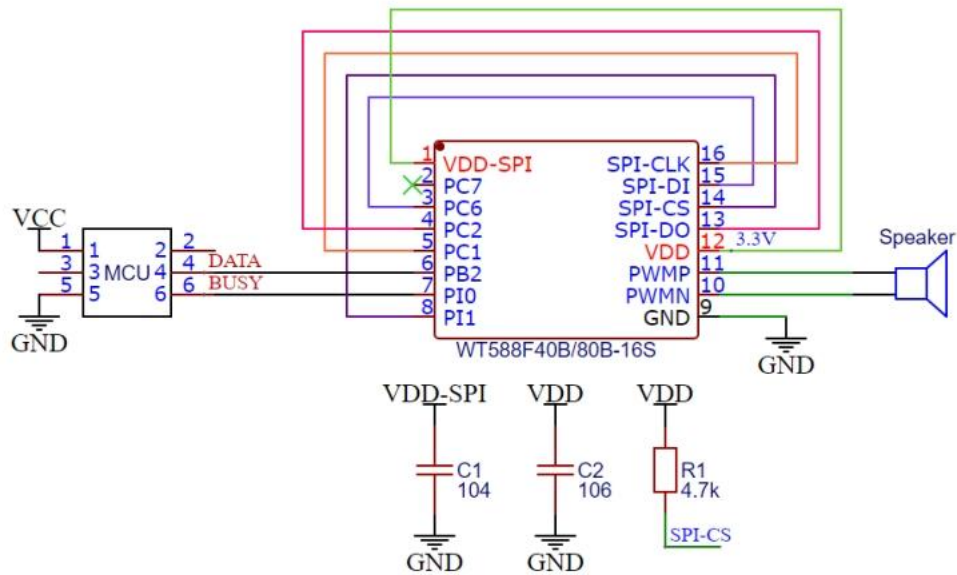 VCC
1 1 2 2
3 3 MCU 4 4 DATA
5 5 6 6 BUSY
GND
1 VDD-SPI SPI-CLK 16
2 PC7 SPI-DI 15
3 PC6 SPI-CS 14
4 PC2 SPI-DO 13
5 PC1 VDD 12 3.3V
6 PB2 PWMP 11
7 PI0 PWMN 10
8 PI1 GND 9
WT588F40B/80B-16S
Speaker
GND
VDD-SPI VDD VDD
C1 C2 R1
104 106 4.7k
SPI-CS
GND GND